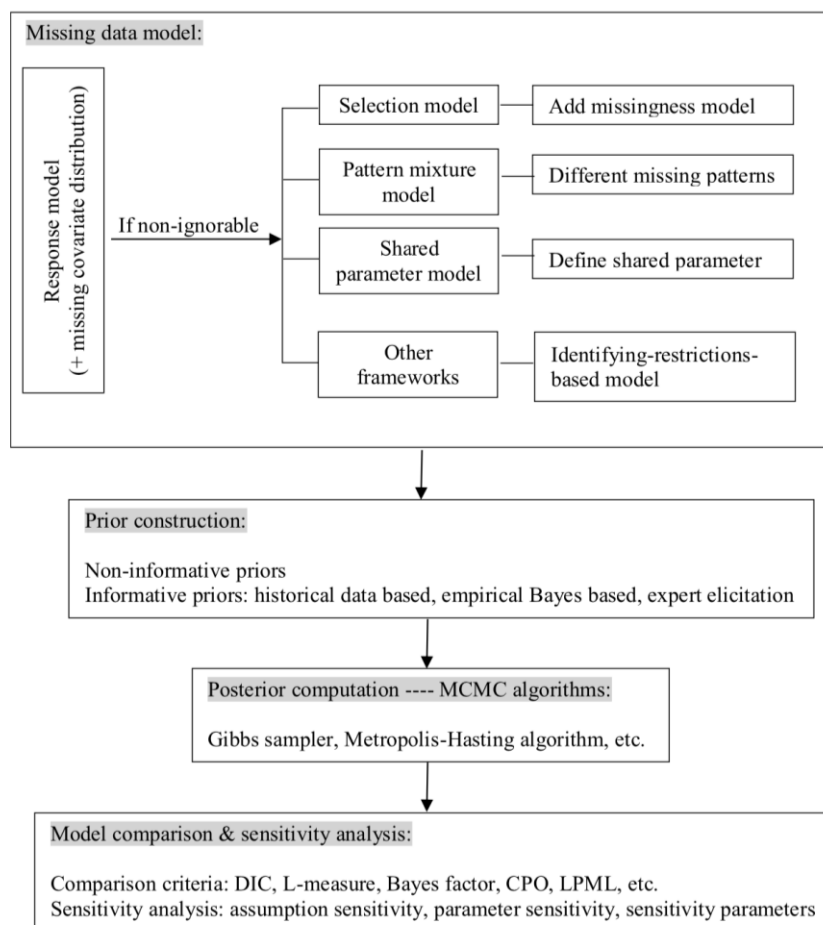 Missing data model:
Response model
(+ missing covariate distribution)
If non-ignorable
Selection model
Add missingness model
Pattern mixture
model
Different missing patterns
Shared
parameter model
Define shared parameter
Other
frameworks
Identifying-restrictions-
based model
Prior construction:
Non-informative priors
Informative priors: historical data based, empirical Bayes based, expert elicitation
Posterior computation ---- MCMC algorithms:
Gibbs sampler, Metropolis-Hasting algorithm, etc.
Model comparison & sensitivity analysis:
Comparison criteria: DIC, L-measure, Bayes factor, CPO, LPML, etc.
Sensitivity analysis: assumption sensitivity, parameter sensitivity, sensitivity parameters